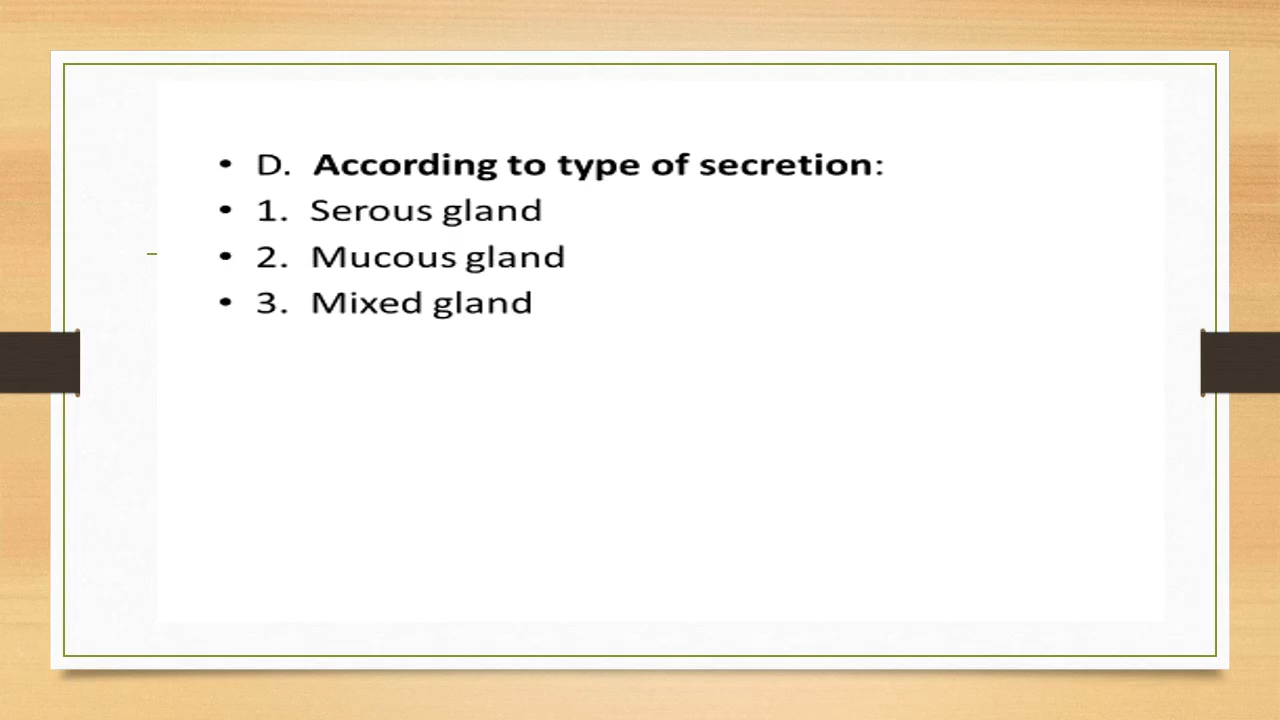 • D. According to type of secretion:
• 1. Serous gland
• 2. Mucous gland
• 3. Mixed gland